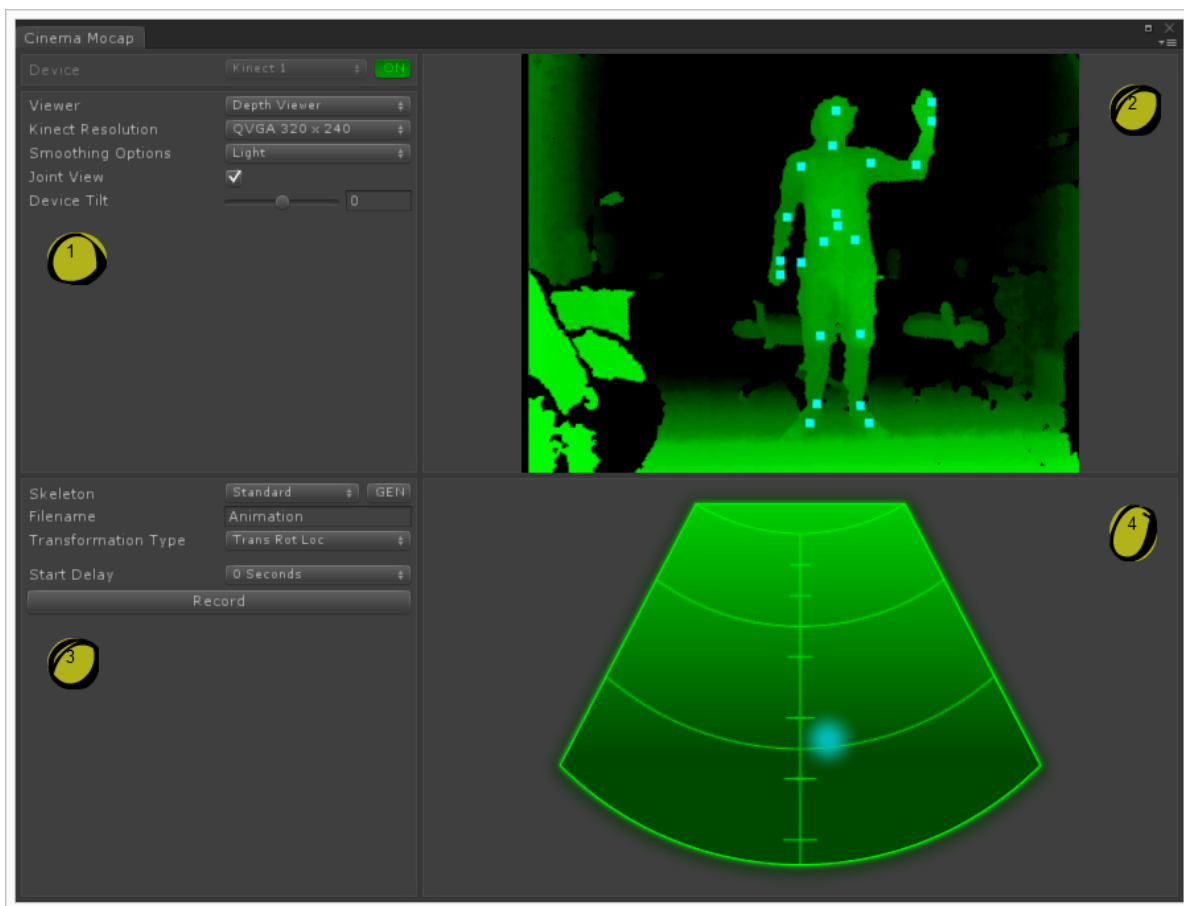 Cinema Mocap
Device Kinect 1 ON
Viewer Depth Viewer
Kinect Resolution QVGA 320 x 240
Smoothing Options Light
Joint View
Device Tilt 0
1
2
Skeleton Standard GEN
Filename Animation
Transformation Type Trans Rot Loc
Start Delay 0 Seconds
Record
3
4